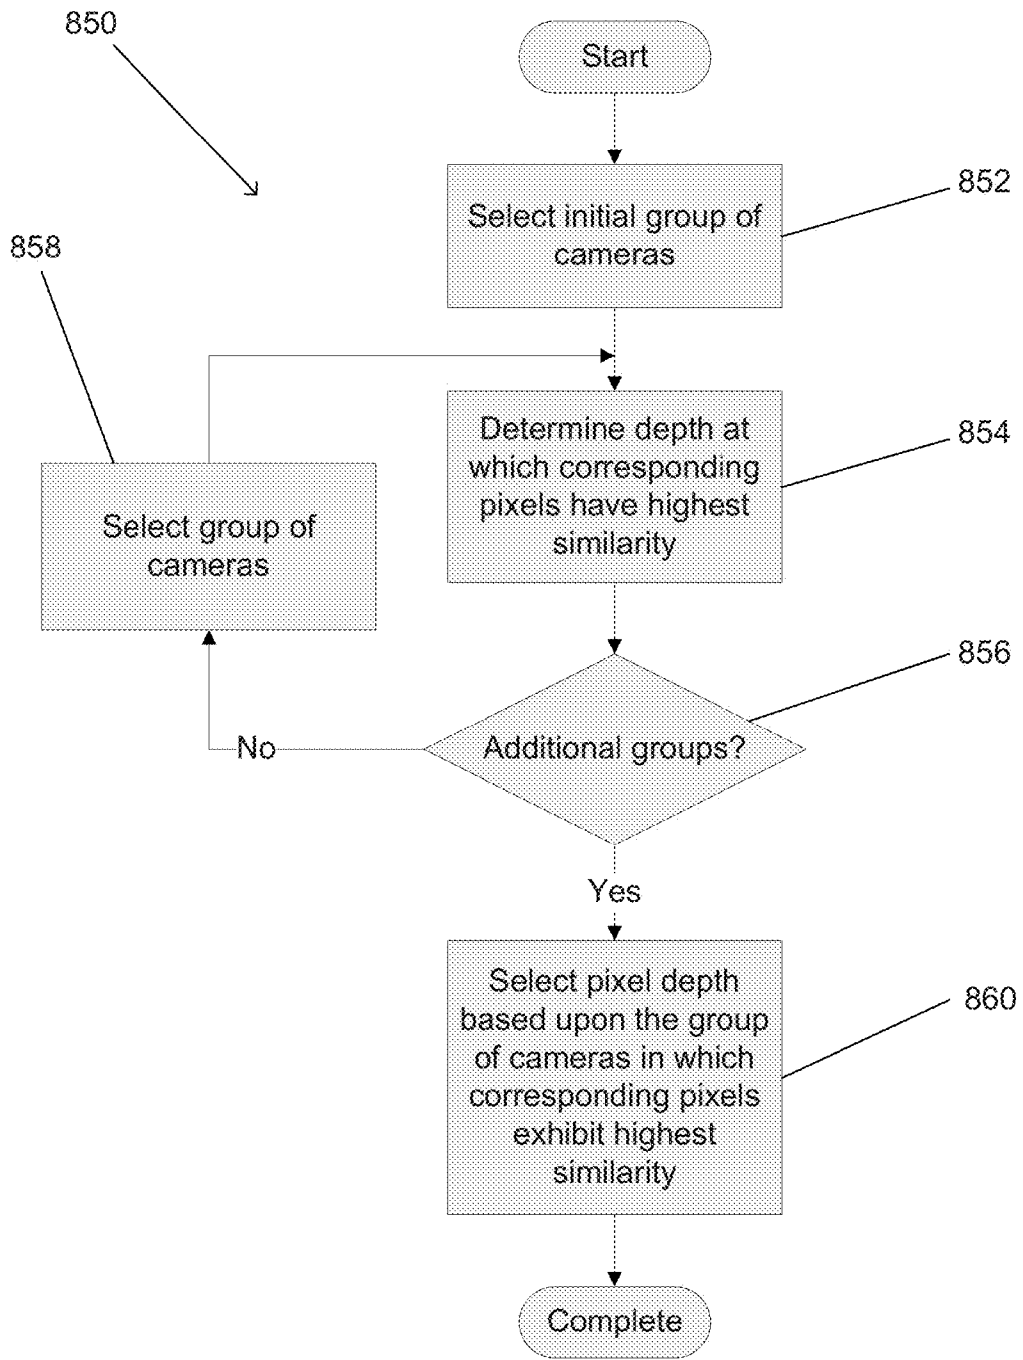 850
Start
852
Select initial group of
cameras
858
Determine depth at
which corresponding
pixels have highest
similarity
854
Select group of
cameras
856
Additional groups?
No
Yes
Select pixel depth
based upon the group
of cameras in which
corresponding pixels
exhibit highest
similarity
860
Complete